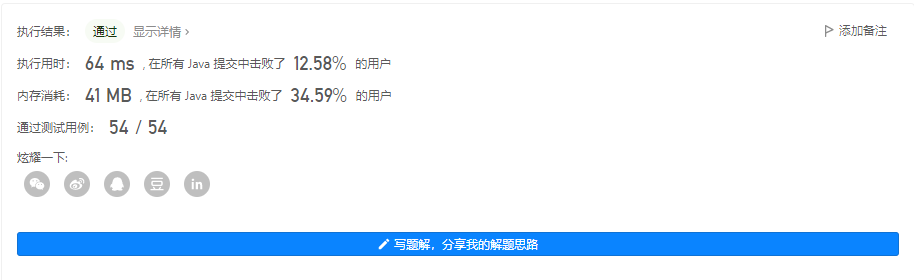 执行结果： 通过 显示详情 › 添加备注
执行用时： 64 ms , 在所有 Java 提交中击败了 12.58% 的用户
内存消耗： 41 MB , 在所有 Java 提交中击败了 34.59% 的用户
通过测试用例： 54 / 54
炫耀一下:
豆 in
写题解，分享我的解题思路